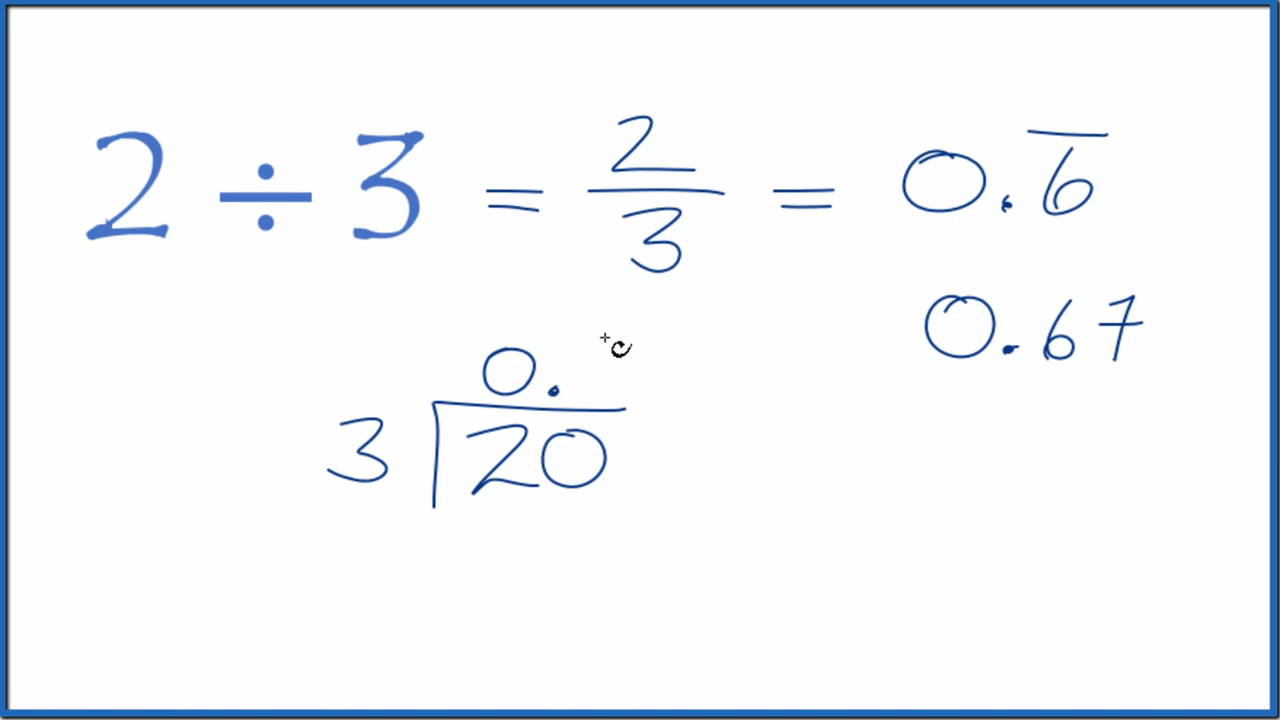 2 ÷ 3 = 2/3 = 0.6̅
0.67
0.
3 20